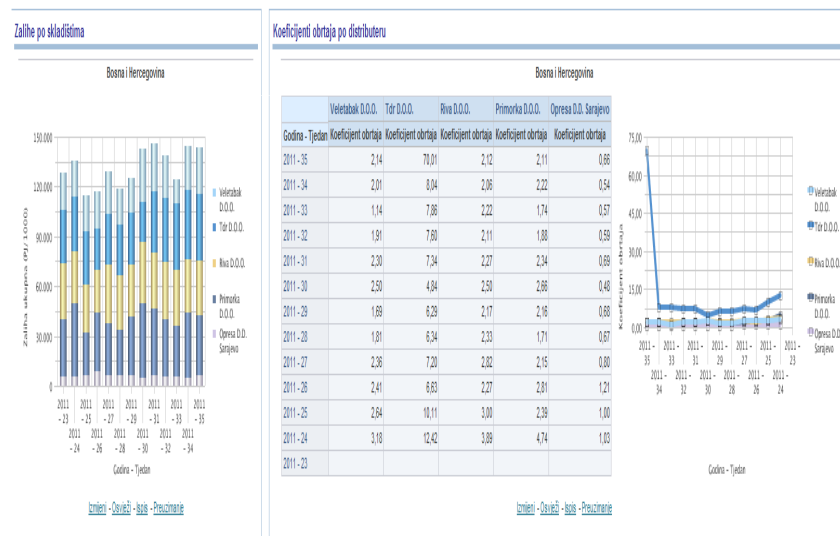 Zalihe po skladištima
Bosna i Hercegovina
Zaliha skupna (PJ/1000)
150.000
120.000
90.000
60.000
30.000
0
2011 - 23
2011 - 24
2011 - 25
2011 - 26
2011 - 27
2011 - 28
2011 - 29
2011 - 30
2011 - 31
2011 - 32
2011 - 33
2011 - 34
2011 - 35
Godina - Tjedan
Veletabak D.O.O.
Tdr D.O.O.
Riva D.O.O.
Primorka D.O.O.
Opresa D.D. Sarajevo
Izmijeni - Osvježi - Ispis - Preuzimanje
Koeficijenti obrtaja po distributeru
Bosna i Hercegovina
Veletabak D.O.O. Tdr D.O.O. Riva D.O.O. Primorka D.O.O. Opresa D.D. Sarajevo
Godina - Tjedan Koeficijent obrtaja Koeficijent obrtaja Koeficijent obrtaja Koeficijent obrtaja Koeficijent obrtaja
2011 - 35 2,14 70,01 2,12 2,11 0,66
2011 - 34 2,01 8,04 2,06 2,22 0,54
2011 - 33 1,14 7,86 2,22 1,74 0,57
2011 - 32 1,91 7,60 2,11 1,88 0,59
2011 - 31 2,30 7,34 2,27 2,34 0,69
2011 - 30 2,50 4,84 2,50 2,66 0,48
2011 - 29 1,69 6,29 2,17 2,16 0,68
2011 - 28 1,81 6,34 2,33 1,71 0,67
2011 - 27 2,36 7,20 2,82 2,15 0,80
2011 - 26 2,41 6,63 2,27 2,81 1,21
2011 - 25 2,64 10,11 3,00 2,39 1,00
2011 - 24 3,18 12,42 3,89 4,74 1,03
2011 - 23
Koeficijent obrtaja
75,00
60,00
45,00
30,00
15,00
0,00
2011 - 35
2011 - 34
2011 - 33
2011 - 32
2011 - 31
2011 - 30
2011 - 29
2011 - 28
2011 - 27
2011 - 26
2011 - 25
2011 - 24
2011 - 23
Godina - Tjedan
Veletabak D.O.O.
Tdr D.O.O.
Riva D.O.O.
Primorka D.O.O.
Opresa D.D. Sarajevo
Izmijeni - Osvježi - Ispis - Preuzimanje